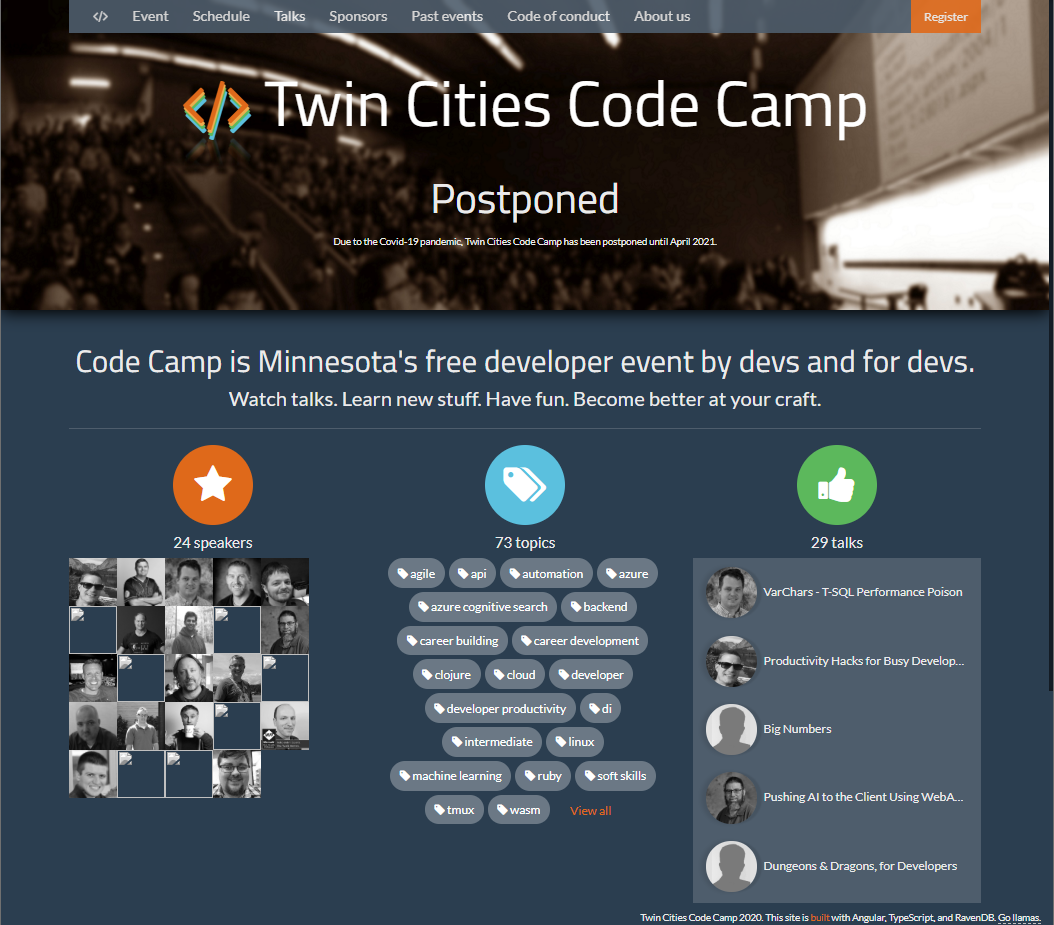 </> Event Schedule Talks Sponsors Past events Code of conduct About us Register
</> Twin Cities Code Camp
Postponed
Due to the Covid-19 pandemic, Twin Cities Code Camp has been postponed until April 2021.
Code Camp is Minnesota's free developer event by devs and for devs.
Watch talks. Learn new stuff. Have fun. Become better at your craft.
24 speakers
73 topics
agile api automation azure
azure cognitive search backend
career building career development
clojure cloud developer
developer productivity di
intermediate linux
machine learning ruby soft skills
tmux wasm View all
29 talks
VarChars - T-SQL Performance Poison
Productivity Hacks for Busy Develop...
Big Numbers
Pushing AI to the Client Using WebA...
Dungeons & Dragons, for Developers
Twin Cities Code Camp 2020. This site is built with Angular, TypeScript, and RavenDB. Go llamas.